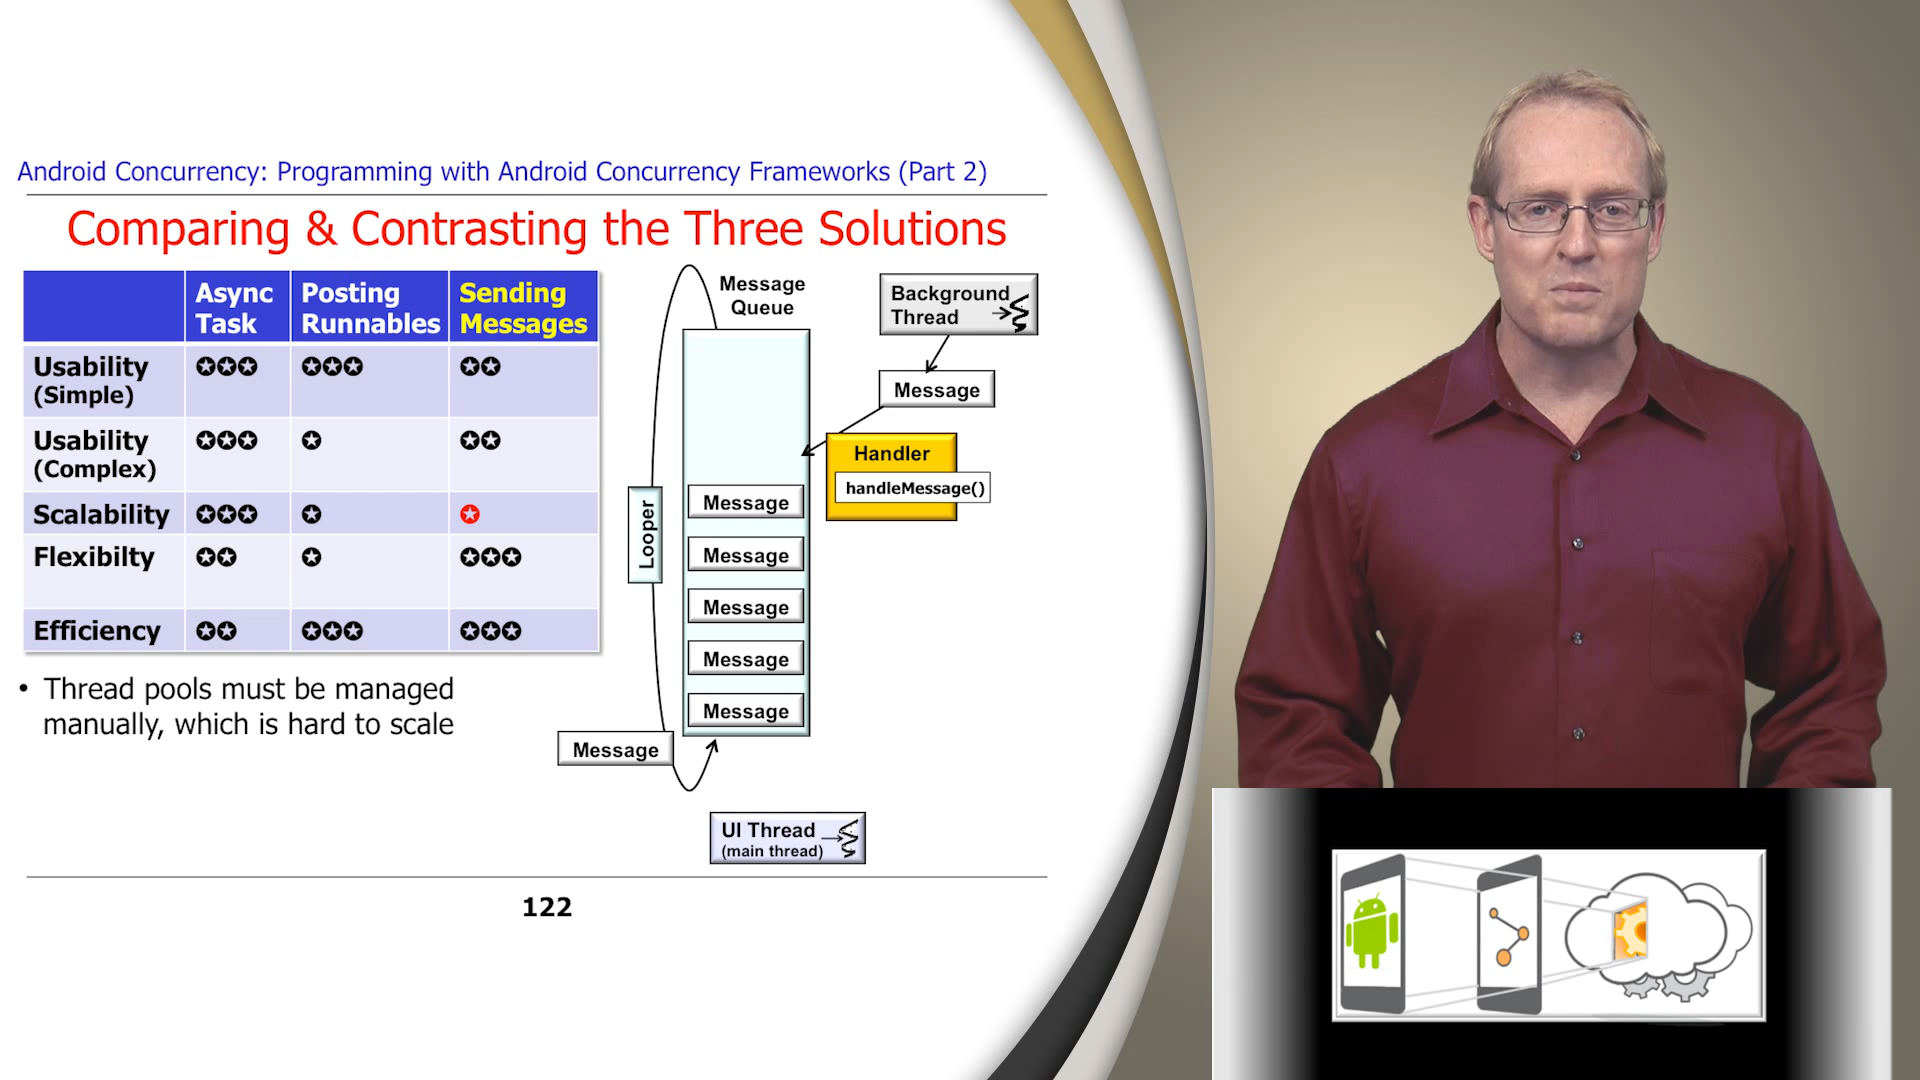 Android Concurrency: Programming with Android Concurrency Frameworks (Part 2)
Comparing & Contrasting the Three Solutions
Async Task
Posting Runnables
Sending Messages
Usability (Simple) ✪✪✪ ✪✪✪ ✪✪
Usability (Complex) ✪✪✪ ✪ ✪✪
Scalability ✪✪✪ ✪ ✪
Flexibilty ✪✪ ✪ ✪✪✪
Efficiency ✪✪ ✪✪✪ ✪✪✪
• Thread pools must be managed
manually, which is hard to scale
Message
Queue
Background
Thread
Message
Handler
handleMessage()
Looper
Message
Message
Message
Message
Message
Message
UI Thread
(main thread)
122